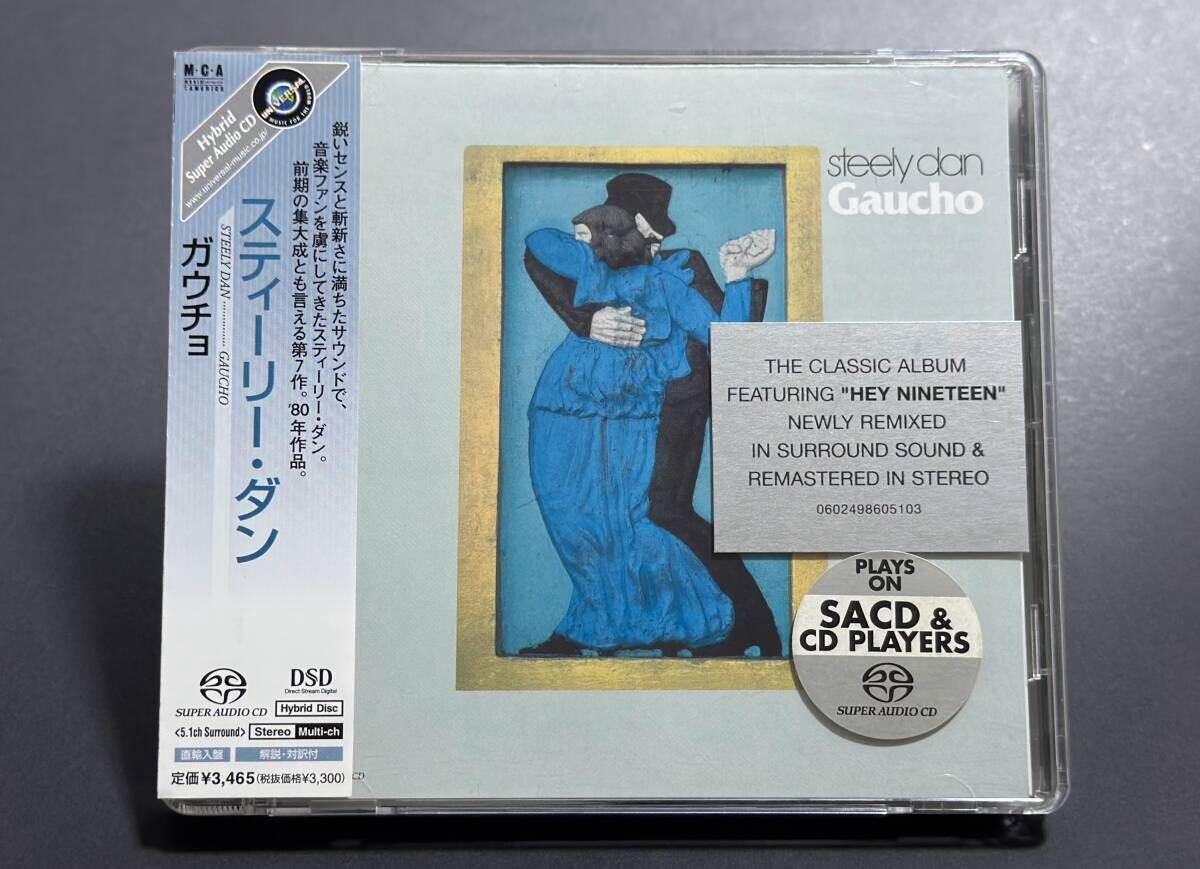 M·C·A
Hybrid
Super Audio CD
www.universal-music.co.jp/
UNIVERSAL
鋭いセンスと斬新さに満ちたサウンドで、
音楽ファンを虜にしてきたスティーリー・ダン。
前期の集大成とも言える第7作。'80年作品。
スティーリー・ダン
STEELY DAN ............... GAUCHO
ガウチョ
SUPER AUDIO CD
DSD
Direct Stream Digital
Hybrid Disc
<5.1ch Surround> Stereo Multi-ch
直輸入盤 解説・対訳付
定価¥3,465(税抜価格¥3,300)
steely dan
Gaucho
THE CLASSIC ALBUM
FEATURING "HEY NINETEEN"
NEWLY REMIXED
IN SURROUND SOUND &
REMASTERED IN STEREO
0602498605103
PLAYS
ON
SACD &
CD PLAYERS
SUPER AUDIO CD